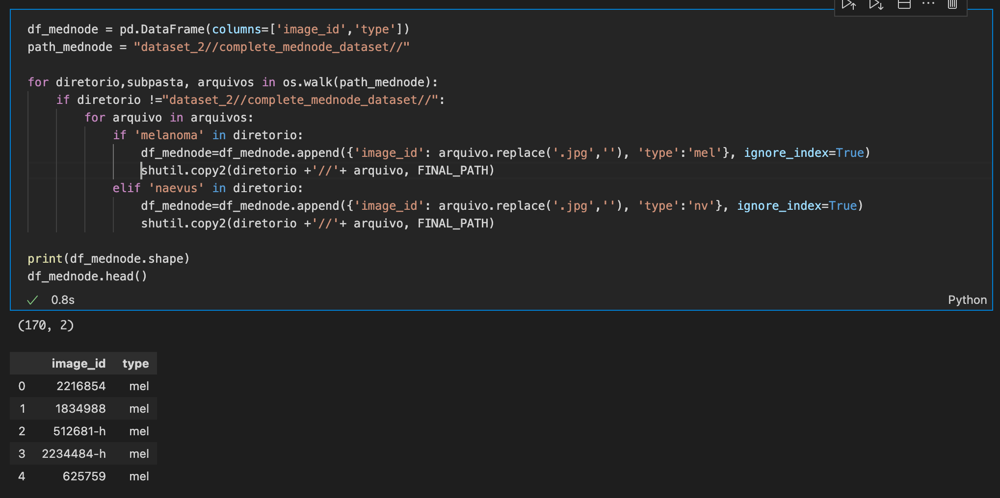 df_mednode = pd.DataFrame(columns=['image_id','type'])
path_mednode = "dataset_2//complete_mednode_dataset//"
for diretorio,subpasta, arquivos in os.walk(path_mednode):
    if diretorio !="dataset_2//complete_mednode_dataset//":
        for arquivo in arquivos:
            if 'melanoma' in diretorio:
                df_mednode=df_mednode.append({'image_id': arquivo.replace('.jpg',''), 'type':'mel'}, ignore_index=True)
                shutil.copy2(diretorio +'//'+ arquivo, FINAL_PATH)
            elif 'naevus' in diretorio:
                df_mednode=df_mednode.append({'image_id': arquivo.replace('.jpg',''), 'type':'nv'}, ignore_index=True)
                shutil.copy2(diretorio +'//'+ arquivo, FINAL_PATH)
print(df_mednode.shape)
df_mednode.head()
0.8s Python
(170, 2)
image_id type
0 2216854 mel
1 1834988 mel
2 512681-h mel
3 2234484-h mel
4 625759 mel